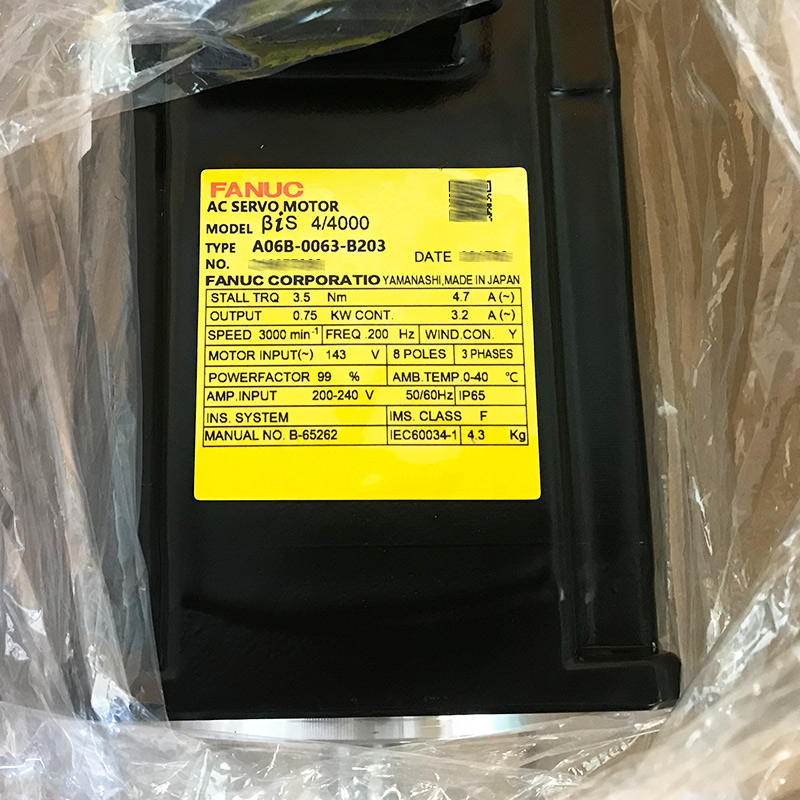 FANUC
AC SERVO MOTOR
MODEL βiS 4/4000
TYPE A06B-0063-B203
NO.
DATE
FANUC CORPORATIO YAMANASHI,MADE IN JAPAN
STALL TRQ 3.5 Nm 4.7 A(~)
OUTPUT 0.75 KW CONT. 3.2 A(~)
SPEED 3000 min-1 FREQ 200 Hz WIND.CON. Y
MOTOR INPUT(~) 143 V 8 POLES 3 PHASES
POWERFACTOR 99 % AMB.TEMP.0-40 ℃
AMP.INPUT 200-240 V 50/60Hz IP65
INS. SYSTEM IMS. CLASS F
MANUAL NO. B-65262 IEC60034-1 4.3 Kg